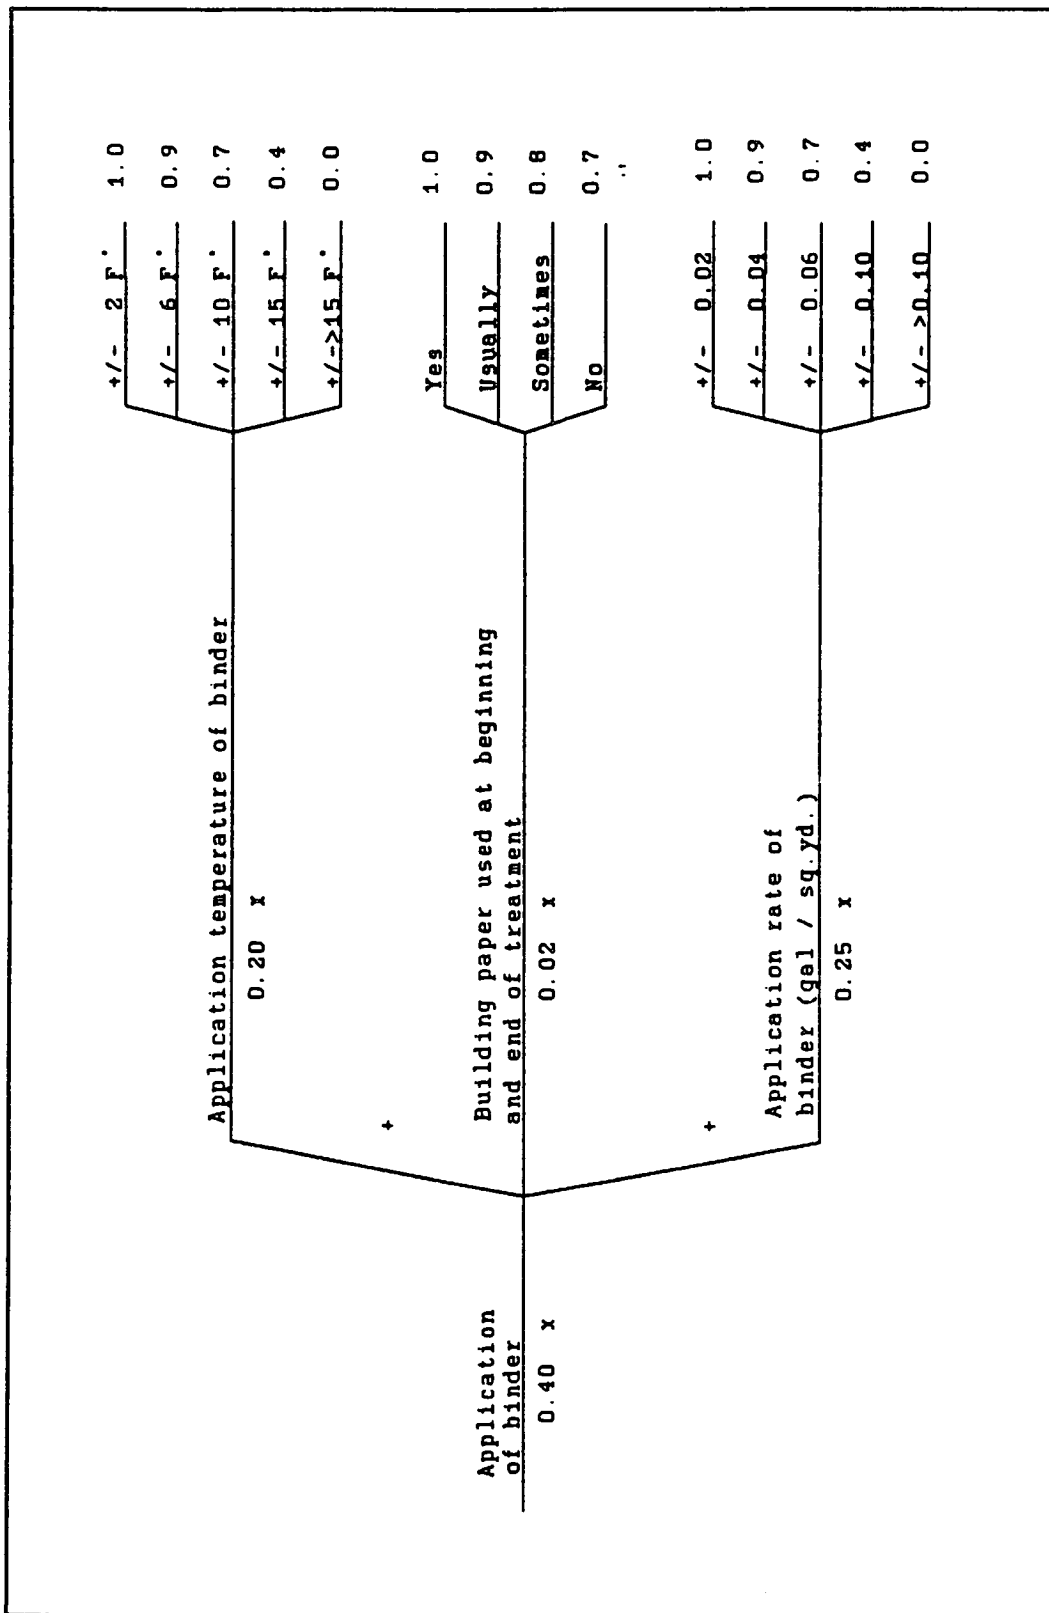 Application
of binder
0.40 x
Application temperature of binder
0.20 x
+/- 2 F° 1.0
+/- 6 F° 0.9
+/- 10 F° 0.7
+/- 15 F° 0.4
+/->15 F° 0.0
+
Building paper used at beginning
and end of treatment
0.02 x
Yes 1.0
Usually 0.9
Sometimes 0.8
No 0.7
+
Application rate of
binder (gal / sq.yd.)
0.25 x
+/- 0.02 1.0
+/- 0.04 0.9
+/- 0.06 0.7
+/- 0.10 0.4
+/- >0.10 0.0